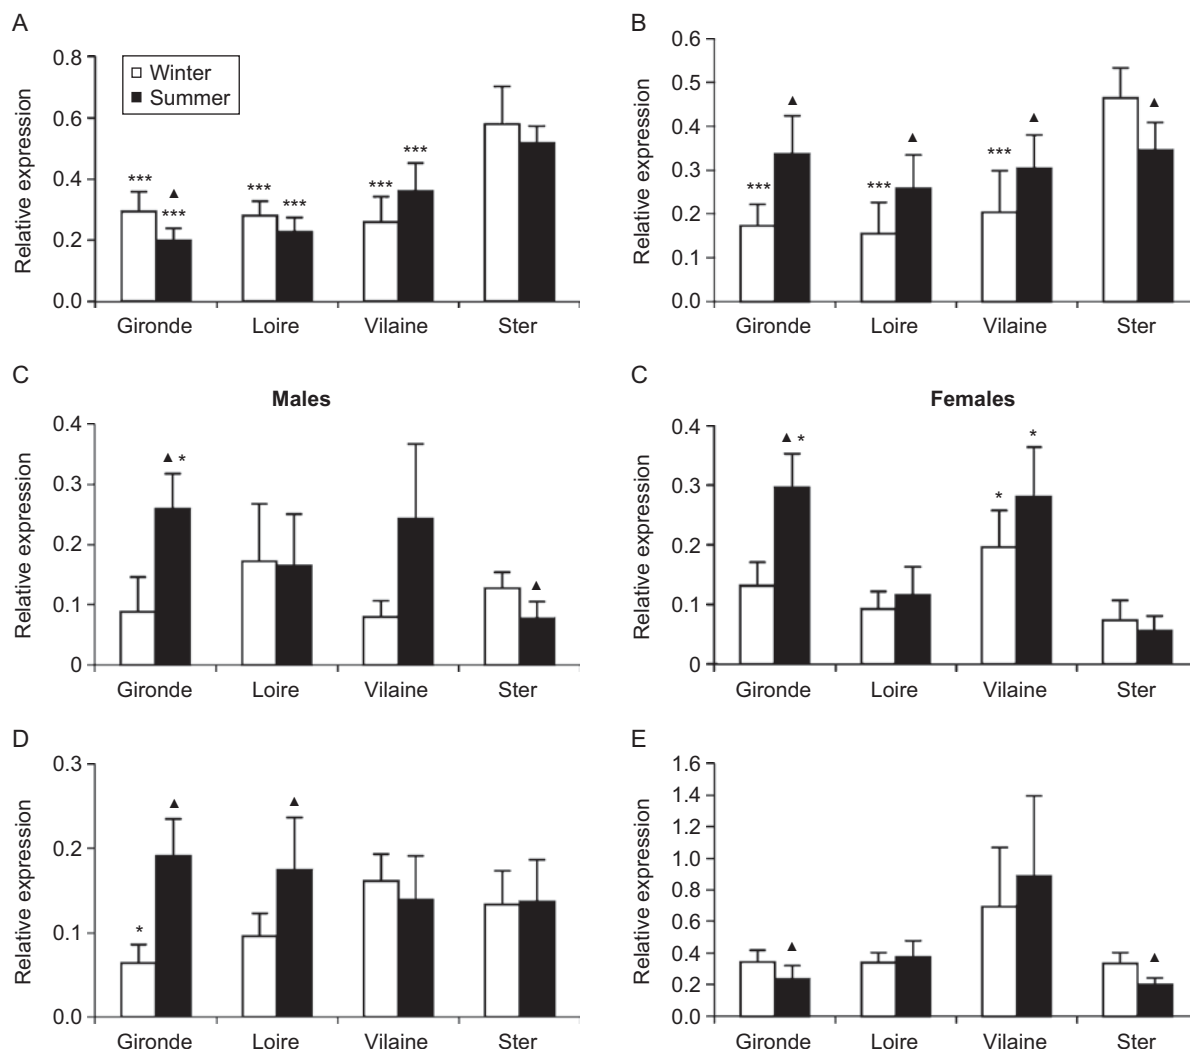 A
Relative expression
0.8
0.6
0.4
0.2
0.0
Winter
Summer
***
▲
***
***
***
***
***
Gironde Loire Vilaine Ster
B
Relative expression
0.6
0.5
0.4
0.3
0.2
0.1
0.0
***
▲
***
▲
***
▲
▲
Gironde Loire Vilaine Ster
C
Males
Relative expression
0.4
0.3
0.2
0.1
0
▲ *
▲
Gironde Loire Vilaine Ster
C
Females
Relative expression
0.4
0.3
0.2
0.1
0
▲ *
*
*
Gironde Loire Vilaine Ster
D
Relative expression
0.3
0.2
0.1
0.0
*
▲
▲
Gironde Loire Vilaine Ster
E
Relative expression
1.6
1.4
1.2
1.0
0.8
0.6
0.4
0.2
0.0
▲
▲
Gironde Loire Vilaine Ster